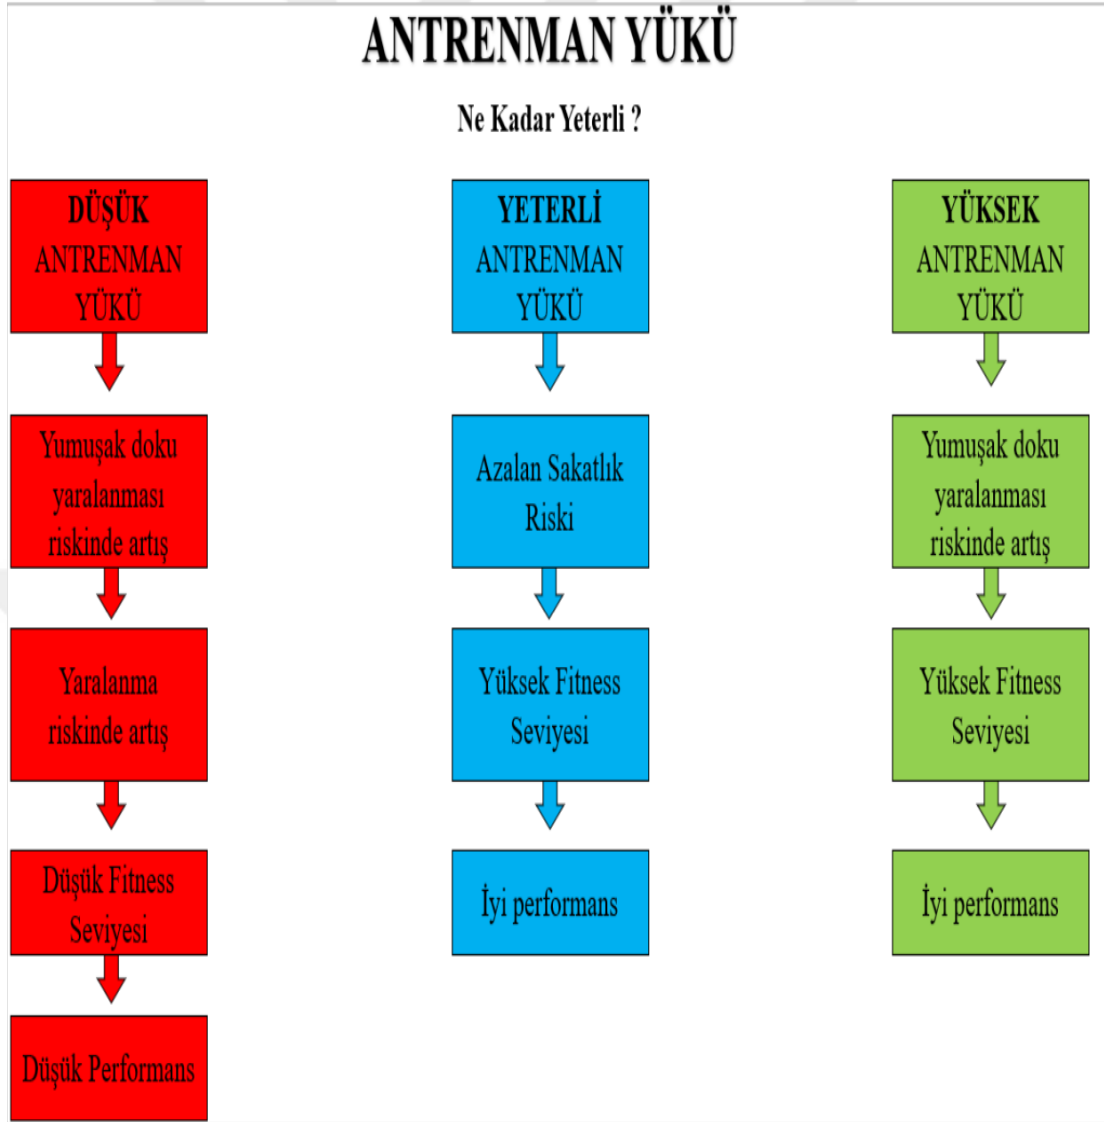 ANTRENMAN YÜKÜ
Ne Kadar Yeterli ?
DÜŞÜK
ANTRENMAN
YÜKÜ
Yumuşak doku
yaralanması
riskinde artış
Yaralanma
riskinde artış
Düşük Fitness
Seviyesi
Düşük Performans
YETERLİ
ANTRENMAN
YÜKÜ
Azalan Sakatlık
Riski
Yüksek Fitness
Seviyesi
İyi performans
YÜKSEK
ANTRENMAN
YÜKÜ
Yumuşak doku
yaralanması
riskinde artış
Yüksek Fitness
Seviyesi
İyi performans